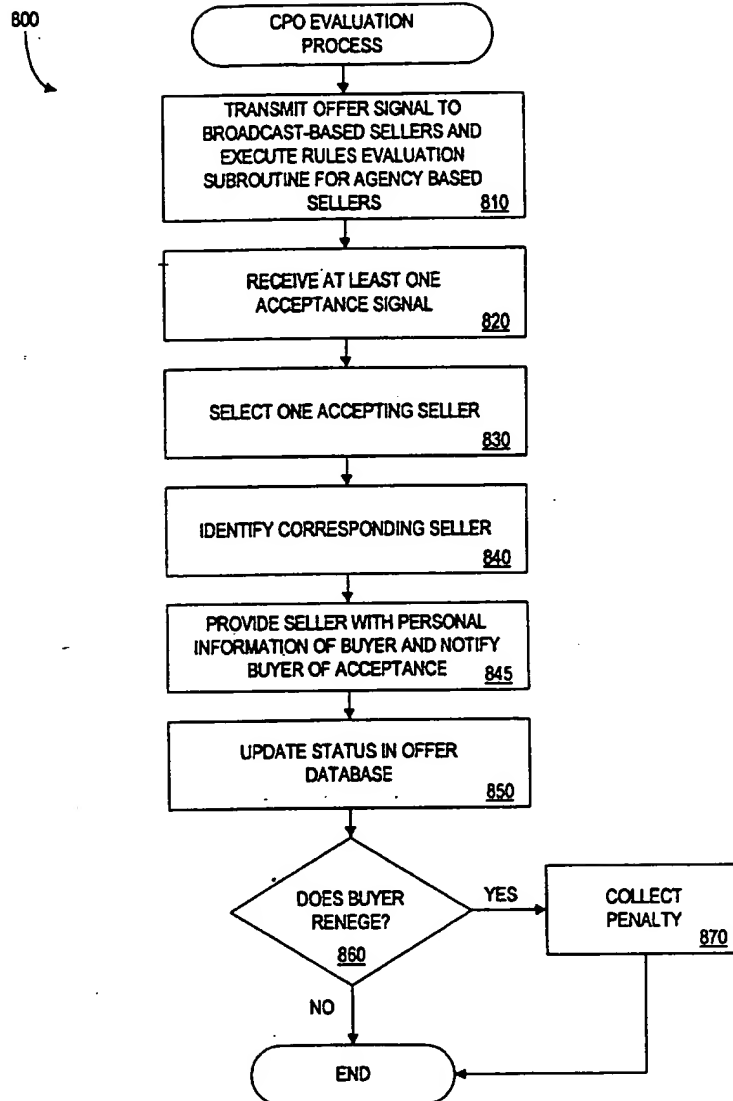 800
CPO EVALUATION
PROCESS
TRANSMIT OFFER SIGNAL TO
BROADCAST-BASED SELLERS AND
EXECUTE RULES EVALUATION
SUBROUTINE FOR AGENCY BASED
SELLERS
810
RECEIVE AT LEAST ONE
ACCEPTANCE SIGNAL
820
SELECT ONE ACCEPTING SELLER
830
IDENTIFY CORRESPONDING SELLER
840
PROVIDE SELLER WITH PERSONAL
INFORMATION OF BUYER AND NOTIFY
BUYER OF ACCEPTANCE
845
UPDATE STATUS IN OFFER
DATABASE
850
DOES BUYER
RENEGE?
860
YES
COLLECT
PENALTY
870
NO
END